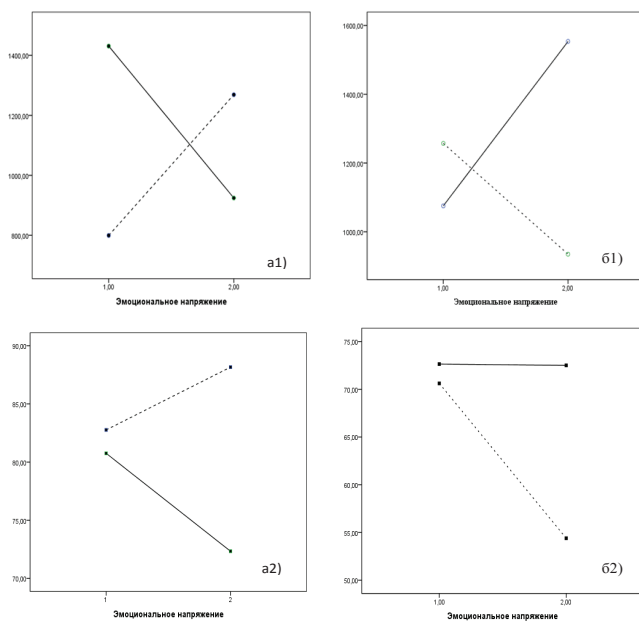 1400,00
1200,00
1000,00
800,00
1,00 2,00
Эмоциональное напряжение
а1)
1600,00
1400,00
1200,00
1000,00
1,00 2,00
Эмоциональное напряжение
б1)
90,00
85,00
80,00
75,00
70,00
1 2
Эмоциональное напряжение
а2)
75,00
70,00
65,00
60,00
55,00
50,00
1,00 2,00
Эмоциональное напряжение
б2)